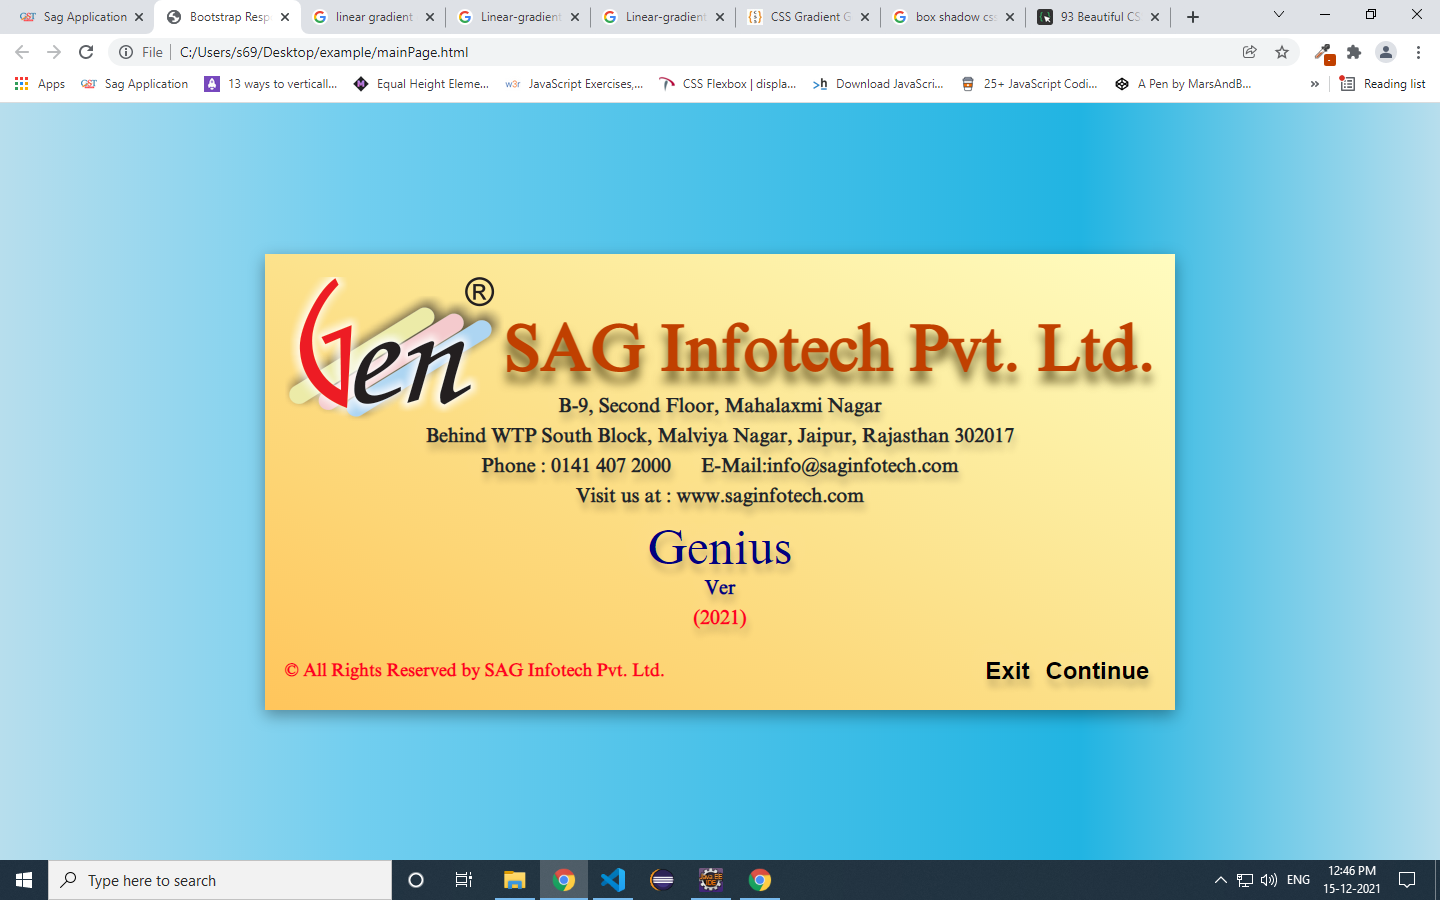 Sag Application
Bootstrap Resp
linear gradient
Linear-gradient
Linear-gradient
CSS Gradient G
box shadow css
93 Beautiful CS
File
C:/Users/s69/Desktop/example/mainPage.html
Apps
Sag Application
13 ways to verticall...
Equal Height Eleme...
JavaScript Exercises,...
CSS Flexbox | displa...
Download JavaScri...
25+ JavaScript Codi...
A Pen by MarsAndB...
»
Reading list
Gen ®
SAG Infotech Pvt. Ltd.
B-9, Second Floor, Mahalaxmi Nagar
Behind WTP South Block, Malviya Nagar, Jaipur, Rajasthan 302017
Phone : 0141 407 2000 E-Mail:info@saginfotech.com
Visit us at : www.saginfotech.com
Genius
Ver
(2021)
© All Rights Reserved by SAG Infotech Pvt. Ltd.
Exit Continue
Type here to search
ENG
12:46 PM
15-12-2021